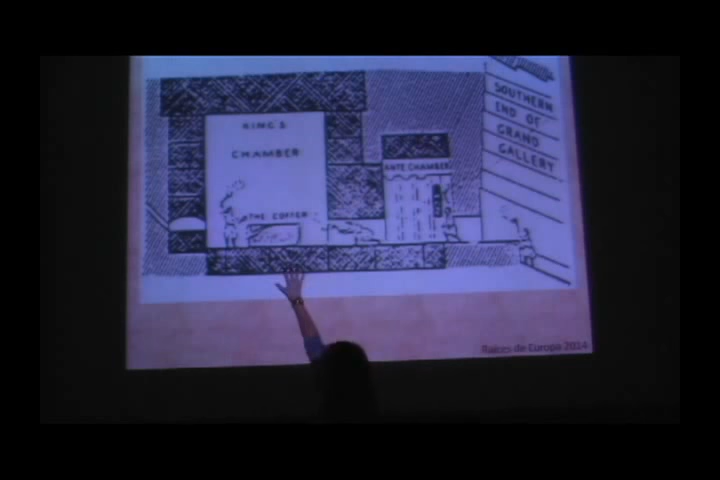 KING'S
CHAMBER
THE COFFER
ANTE CHAMBER
SOUTHERN
END OF
GRAND
GALLERY
Raíces de Europa 2014